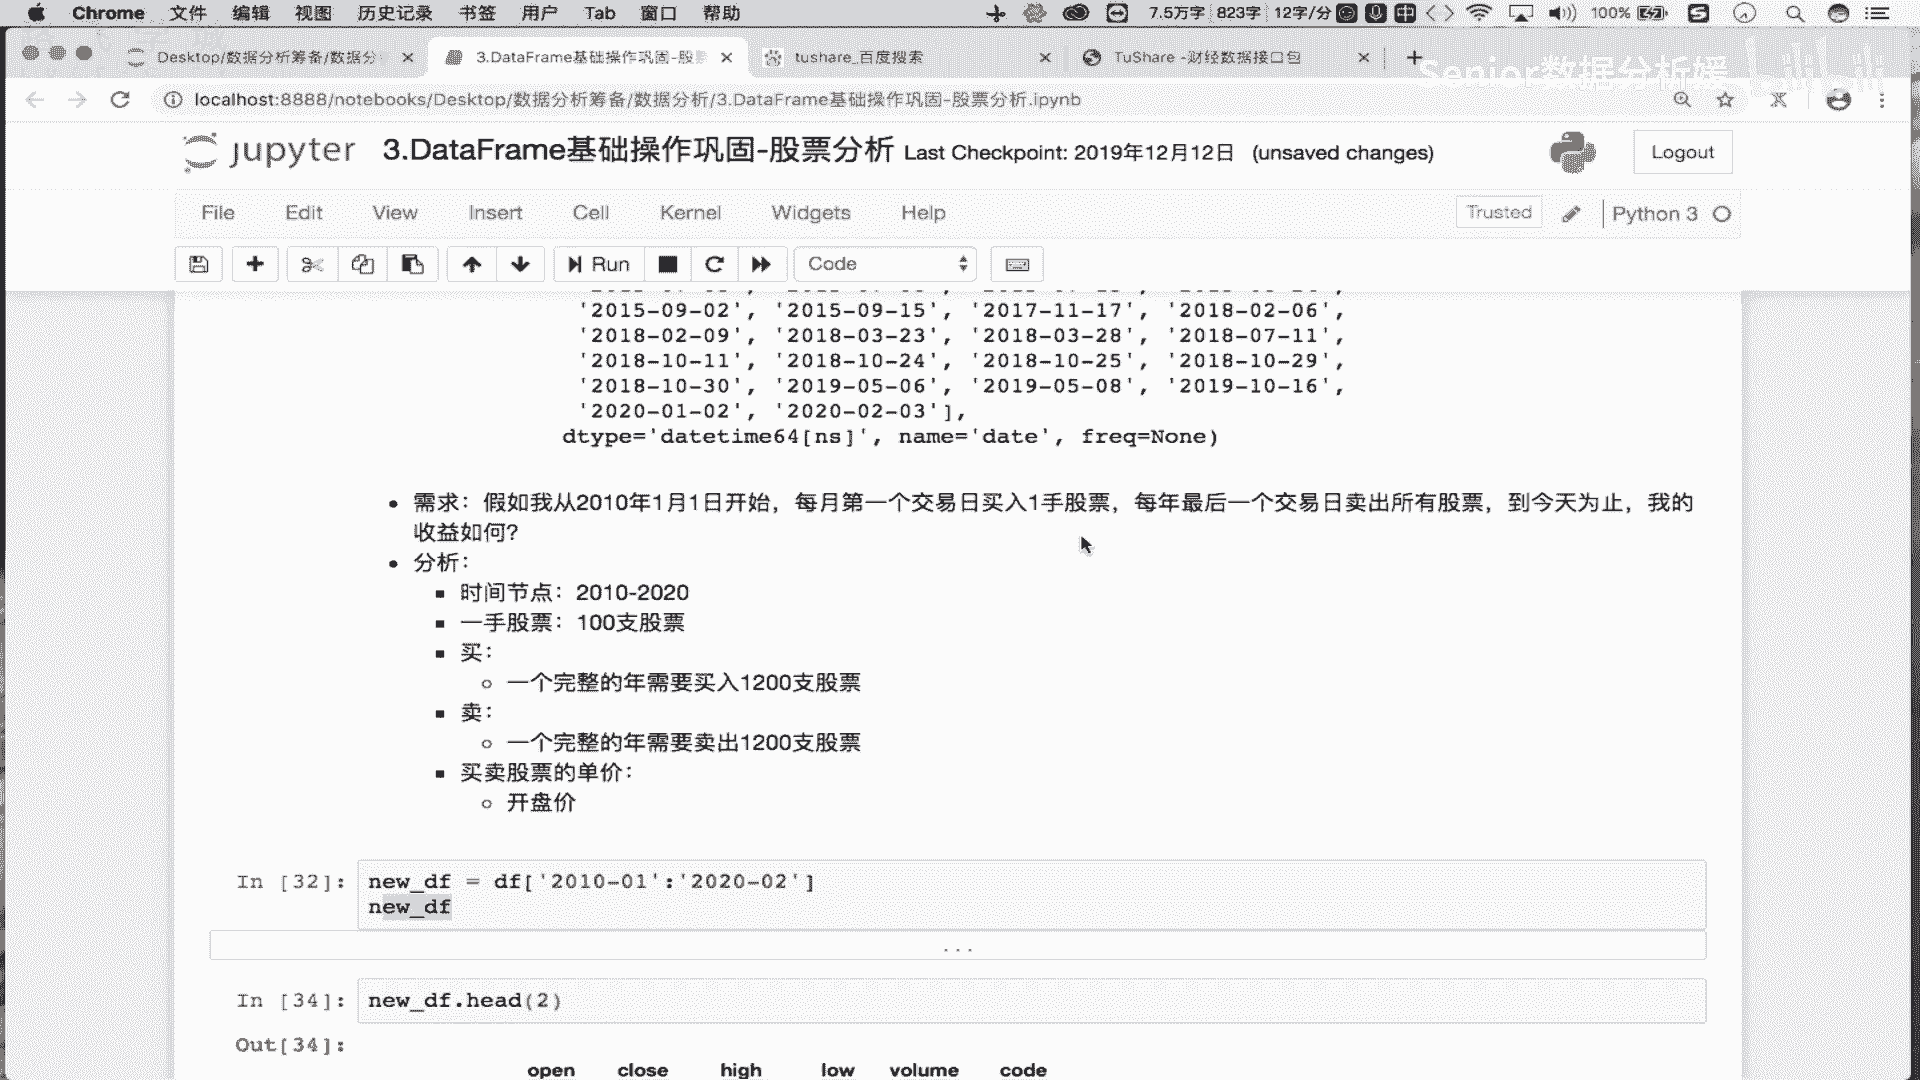 Chrome 文件 编辑 视图 历史记录 书签 用户 Tab 窗口 帮助 7.5万字 823字 12字/分 中 100%
Desktop/数据分析筹备/数据分 3.DataFrame基础操作巩固-股 tushare_百度搜索 TuShare -财经数据接口包
Senior数据分析媛 bilibili
localhost:8888/notebooks/Desktop/数据分析筹备/数据分析/3.DataFrame基础操作巩固-股票分析.ipynb
jupyter 3.DataFrame基础操作巩固-股票分析 Last Checkpoint: 2019年12月12日 (unsaved changes) Logout
File Edit View Insert Cell Kernel Widgets Help Trusted Python 3
Run Code
'2015-09-02', '2015-09-15', '2017-11-17', '2018-02-06',
'2018-02-09', '2018-03-23', '2018-03-28', '2018-07-11',
'2018-10-11', '2018-10-24', '2018-10-25', '2018-10-29',
'2018-10-30', '2019-05-06', '2019-05-08', '2019-10-16',
'2020-01-02', '2020-02-03'],
dtype='datetime64[ns]', name='date', freq=None)
需求：假如我从2010年1月1日开始，每月第一个交易日买入1手股票，每年最后一个交易日卖出所有股票，到今天为止，我的
收益如何？
分析：
时间节点：2010-2020
一手股票：100支股票
买：
一个完整的年需要买入1200支股票
卖：
一个完整的年需要卖出1200支股票
买卖股票的单价：
开盘价
In [32]: new_df = df['2010-01':'2020-02']
new_df
...
In [34]: new_df.head(2)
Out[34]:
open close high low volume code